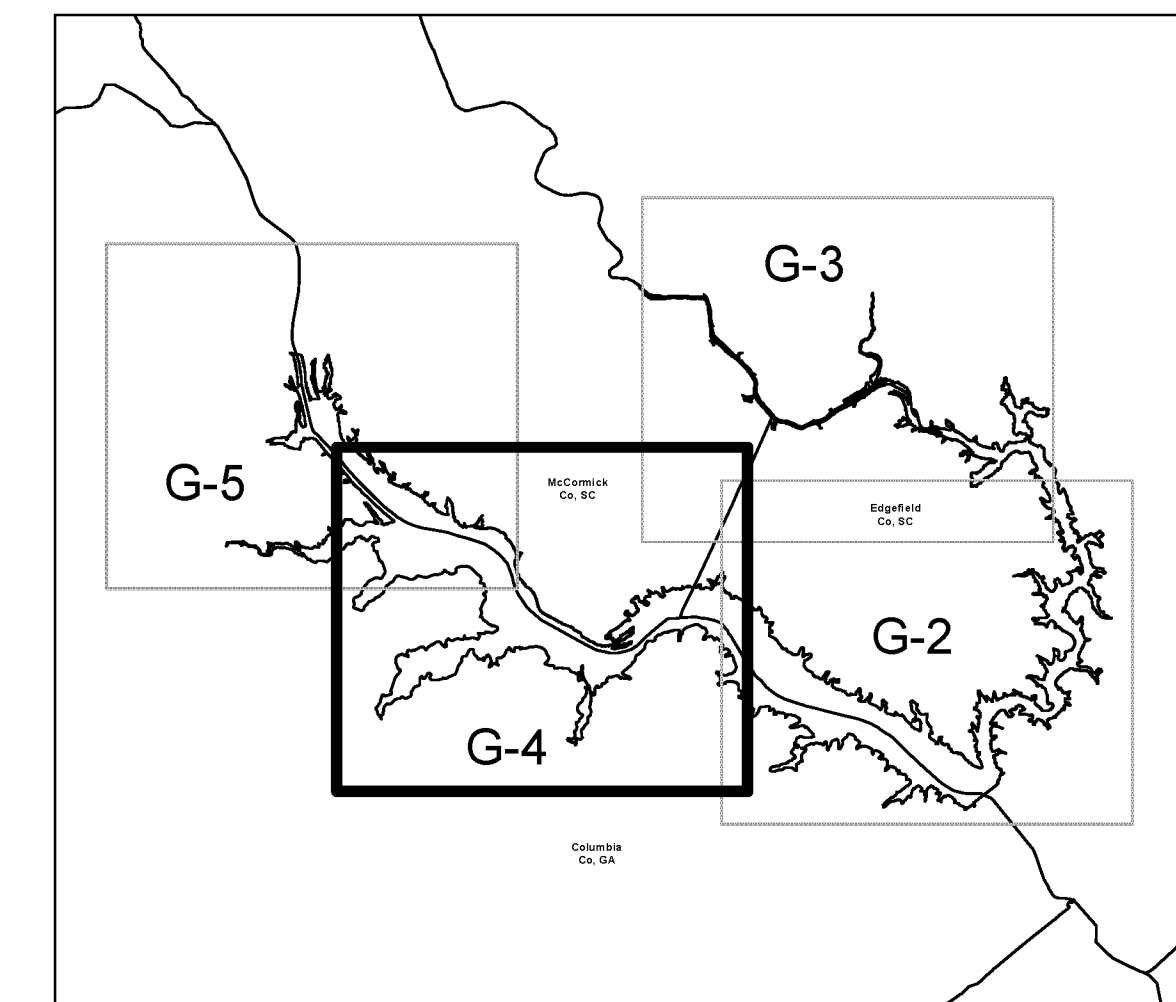 G-3
G-5
McCormick
Co, SC
Edgefield
Co, SC
G-2
G-4
Columbia
Co, GA